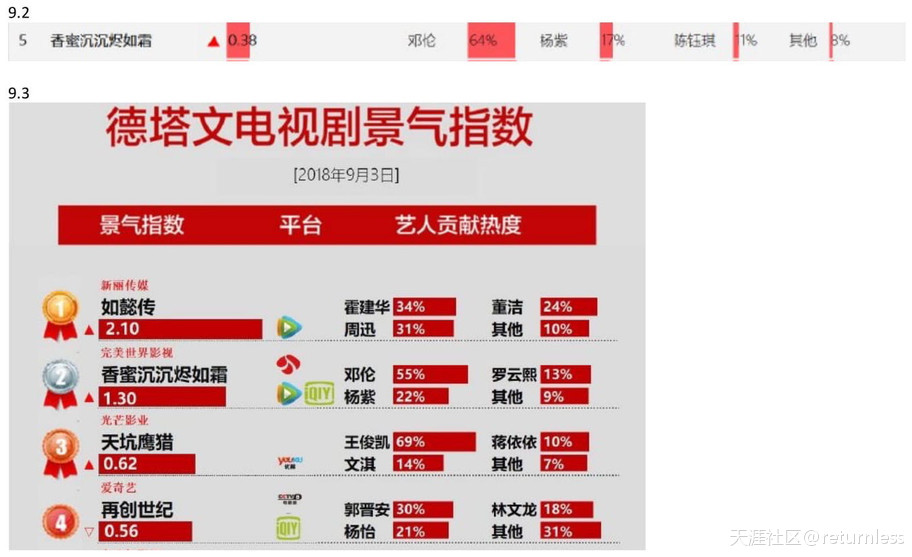 9.2
5 香蜜沉沉烬如霜 ▲ 0.38 邓伦 64% 杨紫 17% 陈钰琪 11% 其他 8%
9.3
德塔文电视剧景气指数
[2018年9月3日]
景气指数 平台 艺人贡献热度
新丽传媒
1 如懿传 霍建华 34% 董洁 24%
▲ 2.10 周迅 31% 其他 10%
完美世界影视
2 香蜜沉沉烬如霜 邓伦 55% 罗云熙 13%
▲ 1.30 iQIY 杨紫 22% 其他 9%
光芒影业
3 天坑鹰猎 王俊凯 69% 蒋依依 10%
▲ 0.62 YOUKU 优酷 文淇 14% 其他 7%
爱奇艺
4 再创世纪 郭晋安 30% 林文龙 18%
▽ 0.56 iQIY 杨怡 21% 其他 31%
天涯社区@returnless